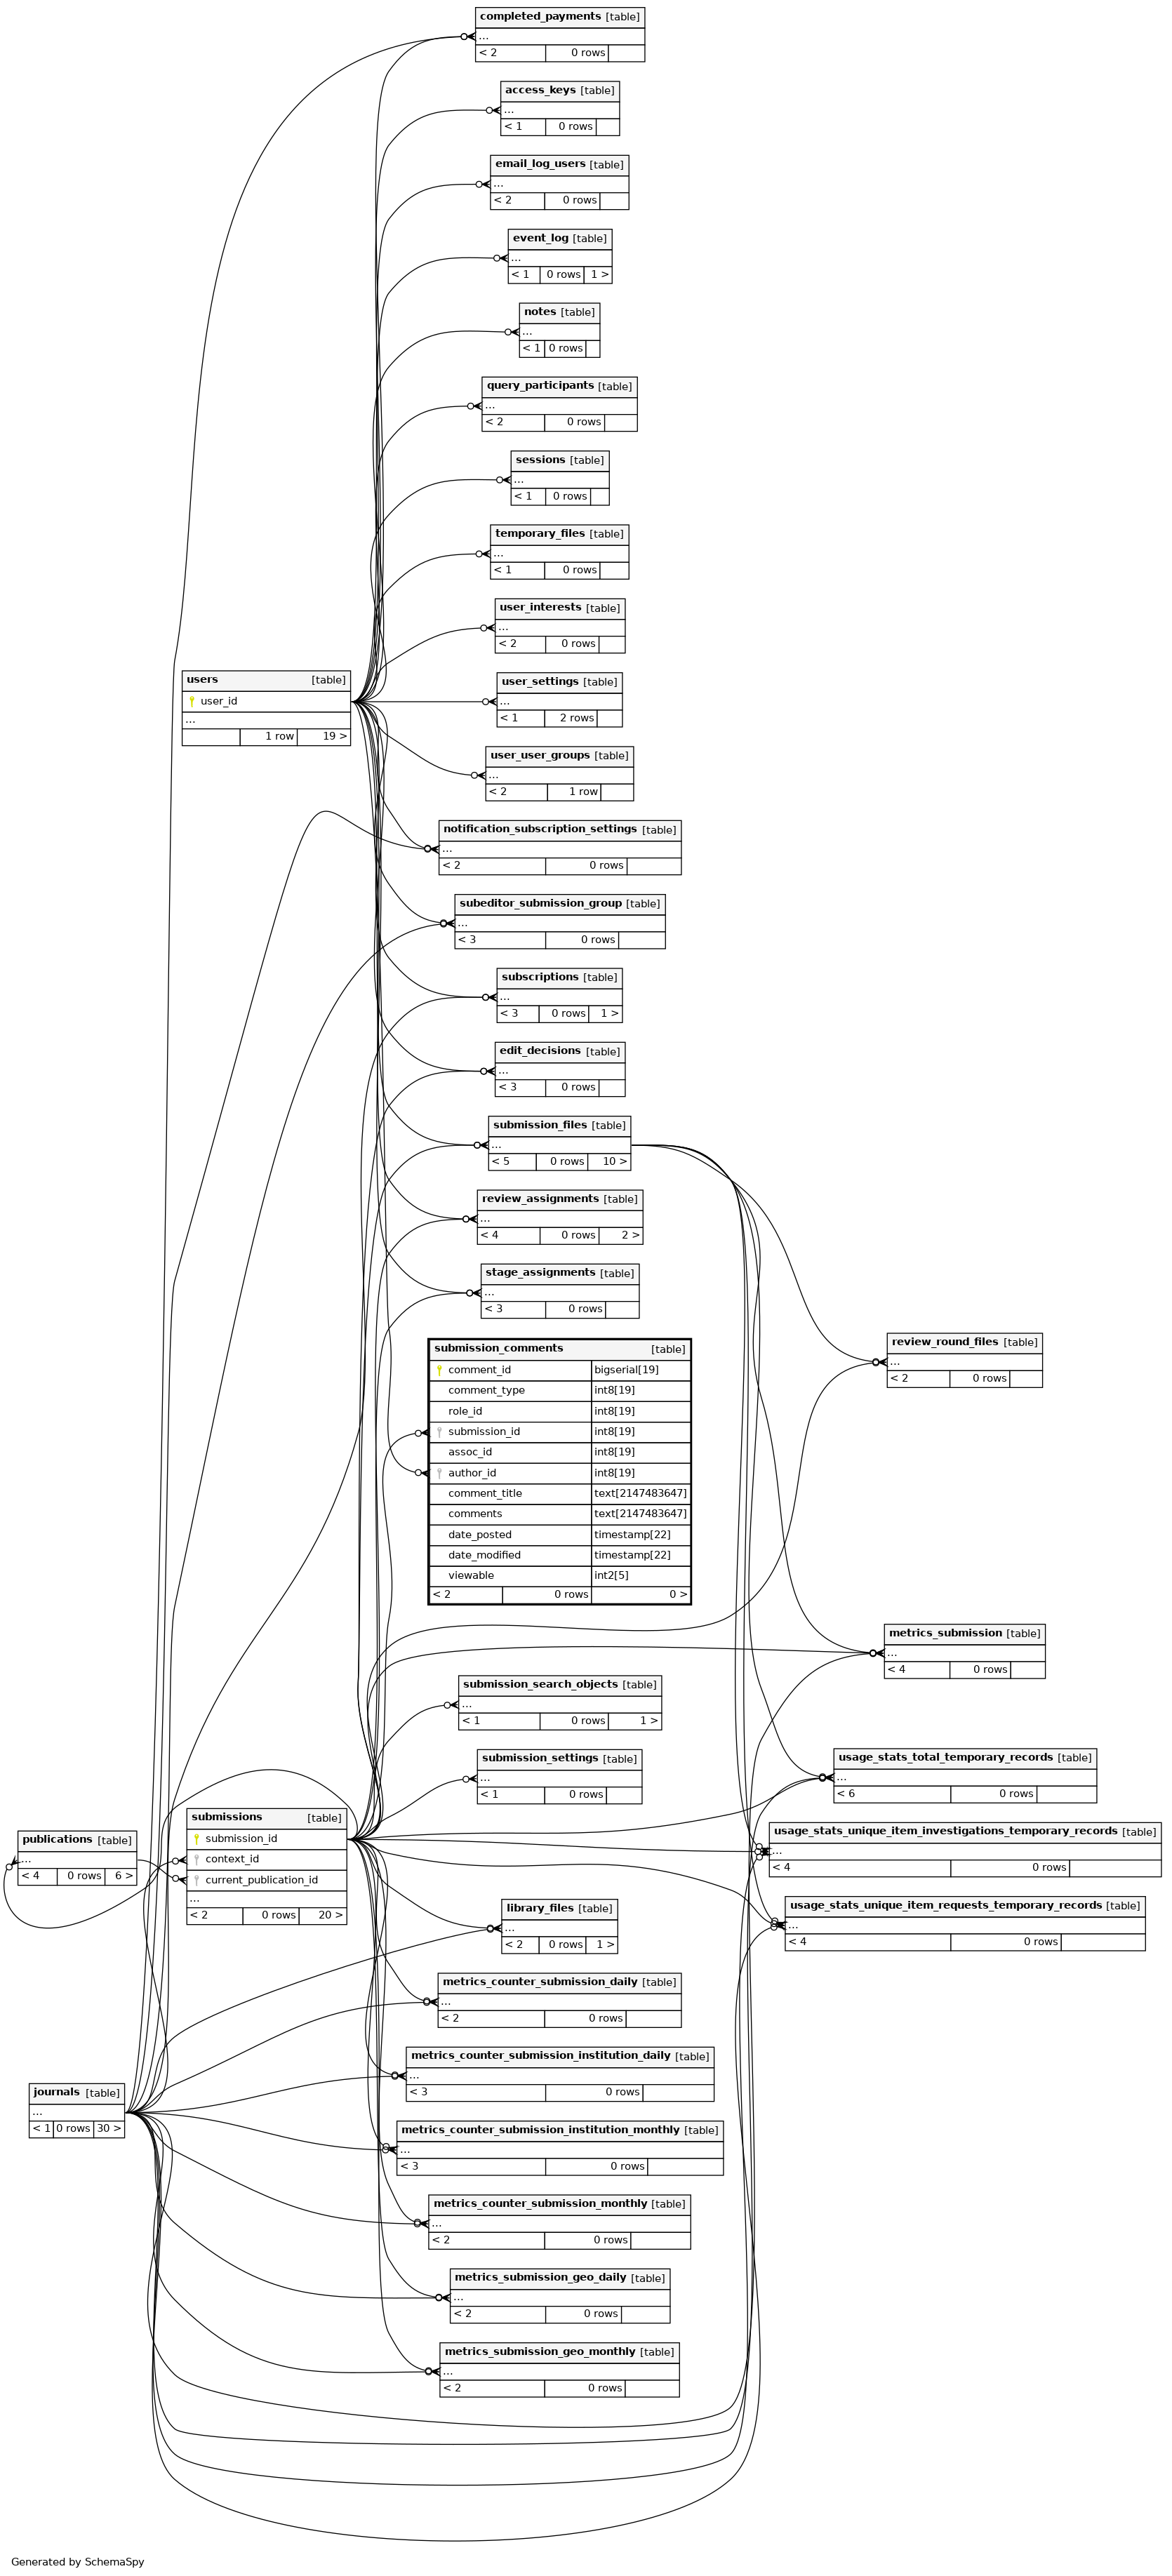 completed_payments [table]
...
< 2 0 rows
access_keys [table]
...
< 1 0 rows
email_log_users [table]
...
< 2 0 rows
event_log [table]
...
< 1 0 rows 1 >
notes [table]
...
< 1 0 rows
query_participants [table]
...
< 2 0 rows
sessions [table]
...
< 1 0 rows
temporary_files [table]
...
< 1 0 rows
user_interests [table]
...
< 2 0 rows
users [table]
user_id
...
1 row 19 >
user_settings [table]
...
< 1 2 rows
user_user_groups [table]
...
< 2 1 row
notification_subscription_settings [table]
...
< 2 0 rows
subeditor_submission_group [table]
...
< 3 0 rows
subscriptions [table]
...
< 3 0 rows 1 >
edit_decisions [table]
...
< 3 0 rows
submission_files [table]
...
< 5 0 rows 10 >
review_assignments [table]
...
< 4 0 rows 2 >
stage_assignments [table]
...
< 3 0 rows
submission_comments [table]
comment_id bigserial[19]
comment_type int8[19]
role_id int8[19]
submission_id int8[19]
assoc_id int8[19]
author_id int8[19]
comment_title text[2147483647]
comments text[2147483647]
date_posted timestamp[22]
date_modified timestamp[22]
viewable int2[5]
< 2 0 rows 0 >
review_round_files [table]
...
< 2 0 rows
metrics_submission [table]
...
< 4 0 rows
submission_search_objects [table]
...
< 1 0 rows 1 >
submission_settings [table]
...
< 1 0 rows
usage_stats_total_temporary_records [table]
...
< 6 0 rows
submissions [table]
submission_id
context_id
current_publication_id
...
< 2 0 rows 20 >
publications [table]
...
< 4 0 rows 6 >
usage_stats_unique_item_investigations_temporary_records [table]
...
< 4 0 rows
usage_stats_unique_item_requests_temporary_records [table]
...
< 4 0 rows
library_files [table]
...
< 2 0 rows 1 >
metrics_counter_submission_daily [table]
...
< 2 0 rows
metrics_counter_submission_institution_daily [table]
...
< 3 0 rows
journals [table]
...
< 1 0 rows 30 >
metrics_counter_submission_institution_monthly [table]
...
< 3 0 rows
metrics_counter_submission_monthly [table]
...
< 2 0 rows
metrics_submission_geo_daily [table]
...
< 2 0 rows
metrics_submission_geo_monthly [table]
...
< 2 0 rows
Generated by SchemaSpy